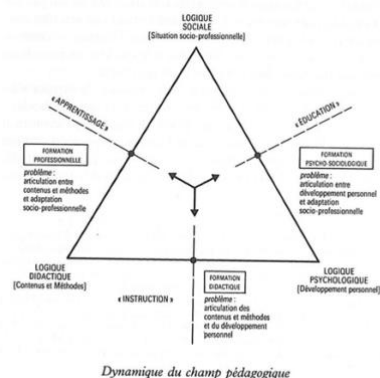 LOGIQUE
SOCIALE
[Situation socio-professionnelle]
« APPRENTISSAGE »
« EDUCATION »
FORMATION
PROFESSIONNELLE
problème :
articulation entre
contenus et méthodes
et adaptation
socio-professionnelle
FORMATION
PSYCHO-SOCIOLOGIQUE
problème :
articulation entre
développement personnel
et adaptation
socio-professionnelle
LOGIQUE
DIDACTIQUE
[Contenus et Méthodes]
LOGIQUE
PSYCHOLOGIQUE
[Développement personnel]
« INSTRUCTION »
FORMATION
DIDACTIQUE
problème :
articulation des
contenus et méthodes
et du développement
personnel
Dynamique du champ pédagogique